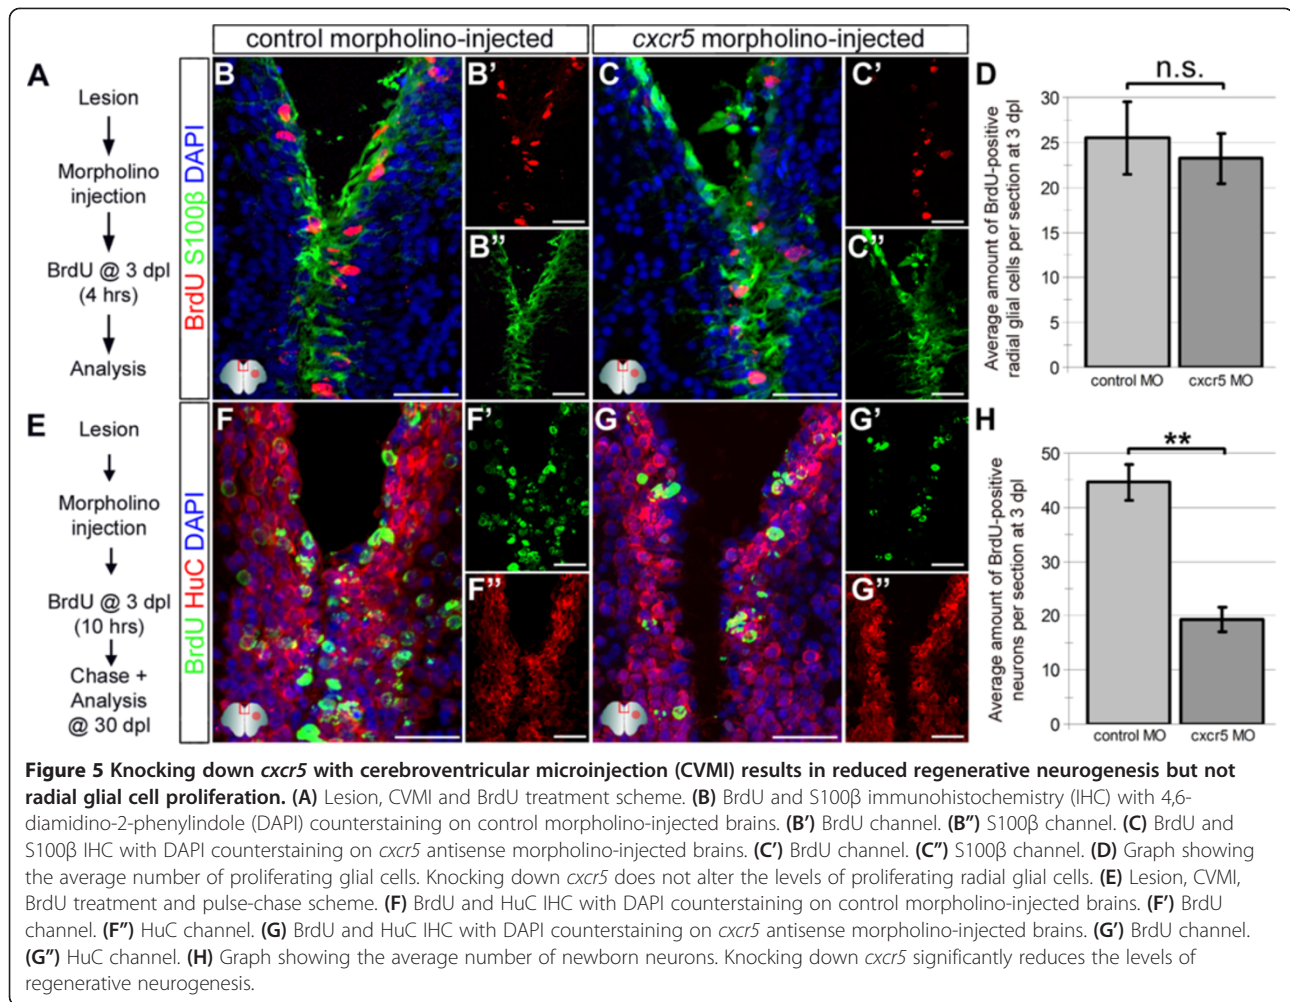 control morpholino-injected
cxcr5 morpholino-injected
A
Lesion
Morpholino
injection
BrdU @ 3 dpl
(4 hrs)
Analysis
BrdU S100β DAPI
B
B’
B”
C
C’
C”
D
n.s.
Average amount of BrdU-positive
radial glial cells per section at 3 dpl
30
25
20
15
10
5
0
control MO
cxcr5 MO
E
Lesion
Morpholino
injection
BrdU @ 3 dpl
(10 hrs)
Chase +
Analysis
@ 30 dpl
BrdU HuC DAPI
F
F’
F”
G
G’
G”
H
**
Average amount of BrdU-positive
neurons per section at 3 dpl
50
40
30
20
10
0
control MO
cxcr5 MO
Figure 5 Knocking down cxcr5 with cerebroventricular microinjection (CVMI) results in reduced regenerative neurogenesis but not
radial glial cell proliferation. (A) Lesion, CVMI and BrdU treatment scheme. (B) BrdU and S100β immunohistochemistry (IHC) with 4,6-
diamidino-2-phenylindole (DAPI) counterstaining on control morpholino-injected brains. (B’) BrdU channel. (B”) S100β channel. (C) BrdU and
S100β IHC with DAPI counterstaining on cxcr5 antisense morpholino-injected brains. (C’) BrdU channel. (C”) S100β channel. (D) Graph showing
the average number of proliferating glial cells. Knocking down cxcr5 does not alter the levels of proliferating radial glial cells. (E) Lesion, CVMI,
BrdU treatment and pulse-chase scheme. (F) BrdU and HuC IHC with DAPI counterstaining on control morpholino-injected brains. (F’) BrdU
channel. (F”) HuC channel. (G) BrdU and HuC IHC with DAPI counterstaining on cxcr5 antisense morpholino-injected brains. (G’) BrdU channel.
(G”) HuC channel. (H) Graph showing the average number of newborn neurons. Knocking down cxcr5 significantly reduces the levels of
regenerative neurogenesis.